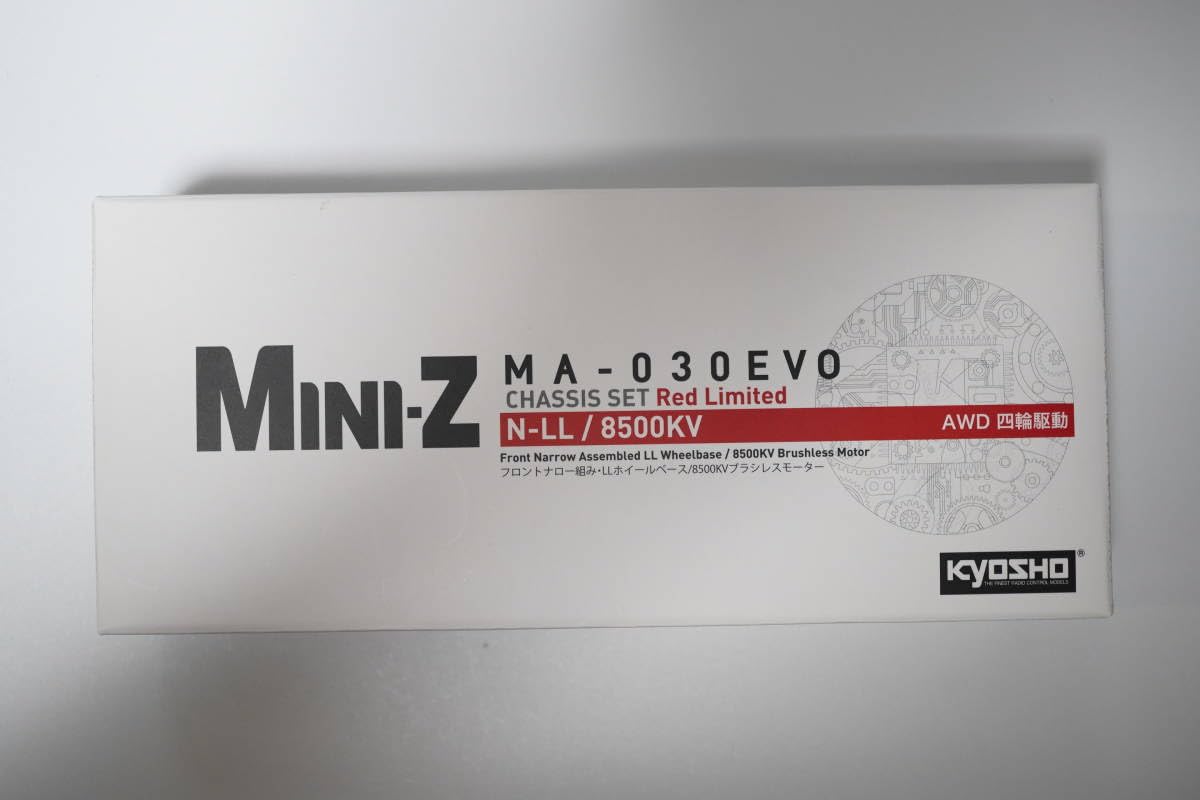 MINI-Z
MA-030EVO
CHASSIS SET Red Limited
N-LL / 8500KV
AWD 四輪駆動
Front Narrow Assembled LL Wheelbase / 8500KV Brushless Motor
フロントナロー組み・LLホイールベース/8500KVブラシレスモーター
KYOSHO®
THE FINEST RADIO CONTROL MODELS